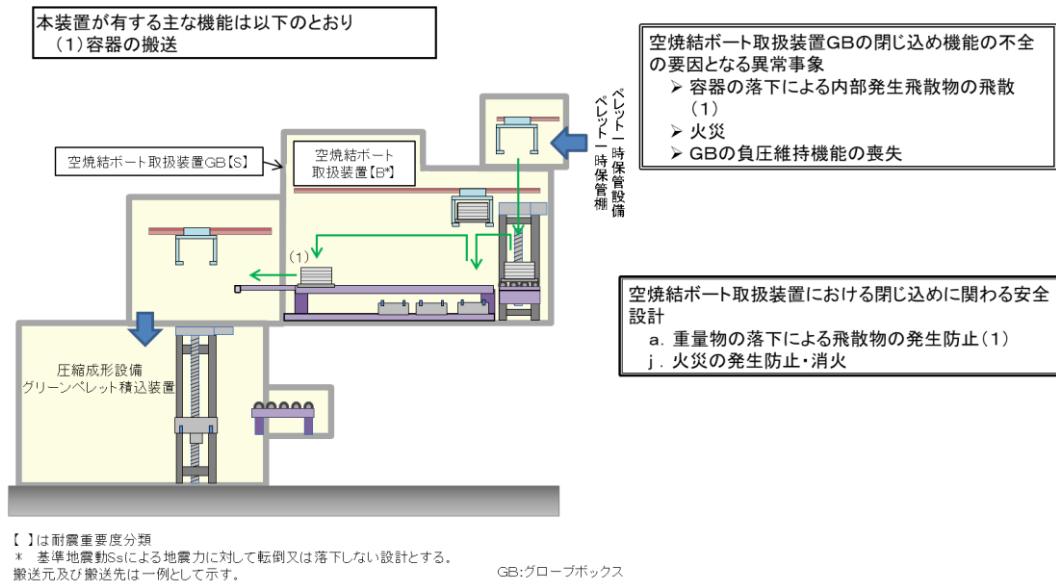 本装置が有する主な機能は以下のとおり
(1)容器の搬送
空焼結ボート取扱装置GBの閉じ込め機能の不全
の要因となる異常事象
➢ 容器の落下による内部発生飛散物の飛散
(1)
➢ 火災
➢ GBの負圧維持機能の喪失
ペレット一時保管設備
ペレット一時保管棚
空焼結ボート取扱装置GB【S】
空焼結ボート
取扱装置【B*】
(1)
空焼結ボート取扱装置における閉じ込めに関わる安全
設計
a. 重量物の落下による飛散物の発生防止(1)
j. 火災の発生防止・消火
圧縮成形設備
グリーンペレット積込装置
【 】は耐震重要度分類
* 基準地震動Ssによる地震力に対して転倒又は落下しない設計とする。
搬送元及び搬送先は一例として示す。
GB:グローブボックス